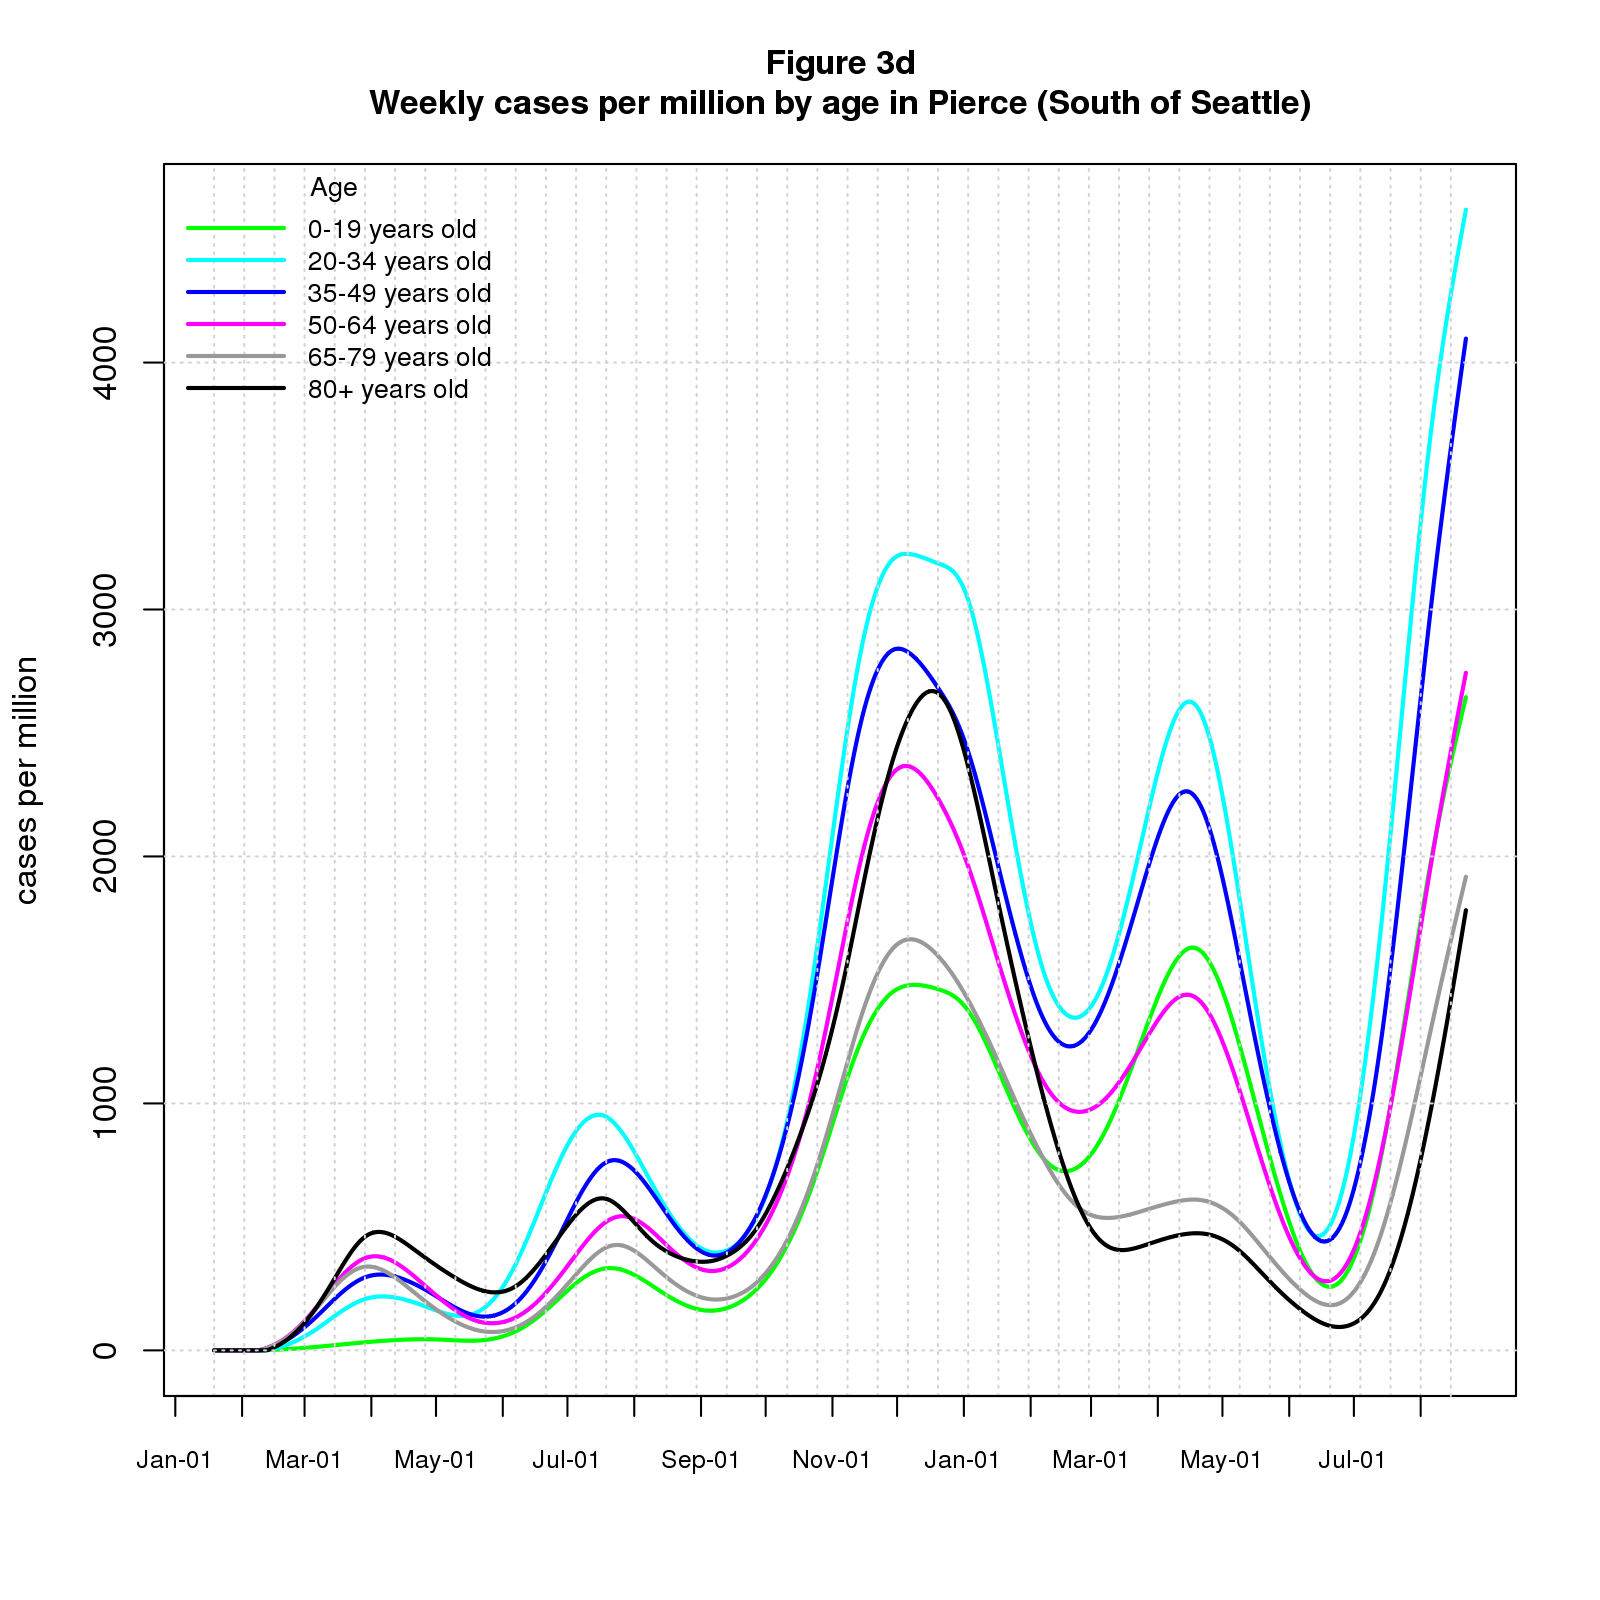 Figure 3d
Weekly cases per million by age in Pierce (South of Seattle)
Age
0-19 years old
20-34 years old
35-49 years old
50-64 years old
65-79 years old
80+ years old
cases per million
4000
3000
2000
1000
0
Jan-01 Mar-01 May-01 Jul-01 Sep-01 Nov-01 Jan-01 Mar-01 May-01 Jul-01